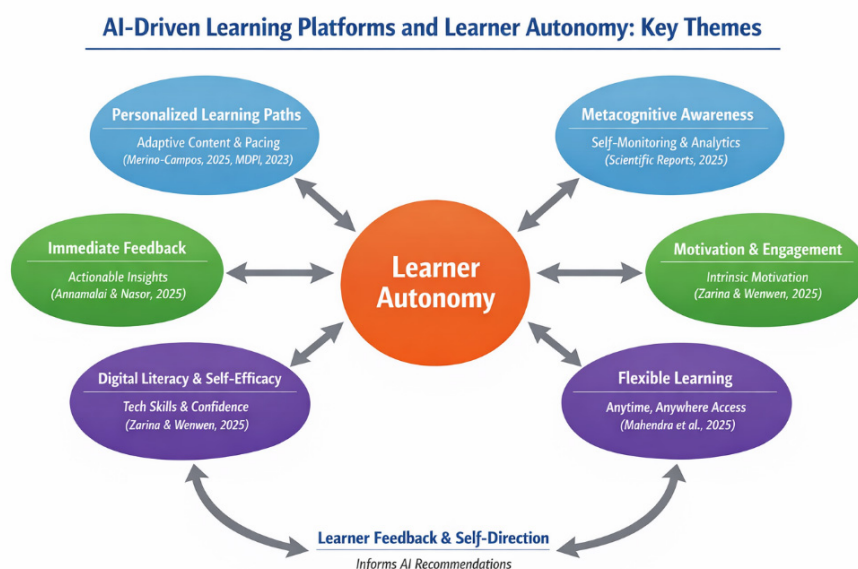 AI-Driven Learning Platforms and Learner Autonomy: Key Themes
Personalized Learning Paths
Adaptive Content & Pacing
(Merino-Campos, 2025, MDPI, 2023)
Metacognitive Awareness
Self-Monitoring & Analytics
(Scientific Reports, 2025)
Immediate Feedback
Actionable Insights
(Annamalai & Nasor, 2025)
Learner
Autonomy
Motivation & Engagement
Intrinsic Motivation
(Zarina & Wenwen, 2025)
Digital Literacy & Self-Efficacy
Tech Skills & Confidence
(Zarina & Wenwen, 2025)
Flexible Learning
Anytime, Anywhere Access
(Mahendra et al., 2025)
Learner Feedback & Self-Direction
Informs AI Recommendations